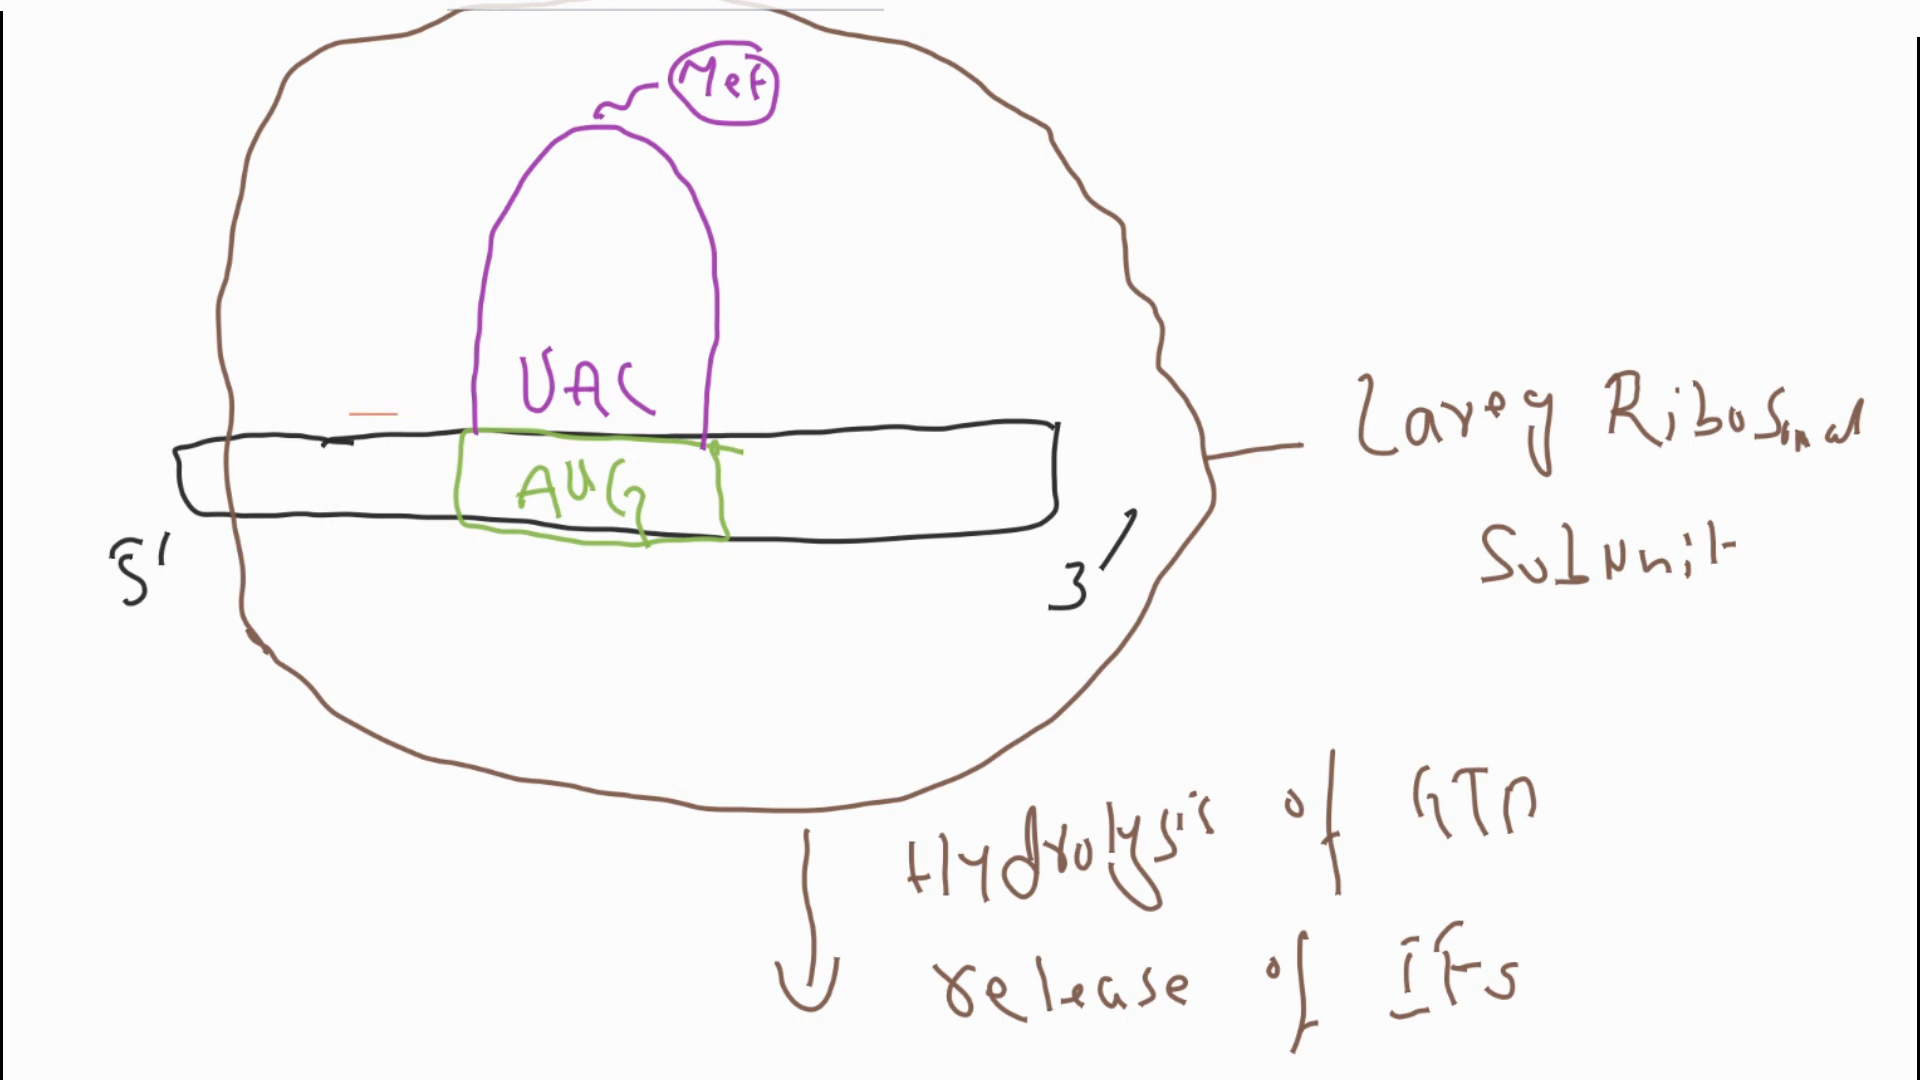 Met
UAC
AUG
5'
3'
Large Ribosomal
Subunit
Hydrolysis of GTP
release of IFs